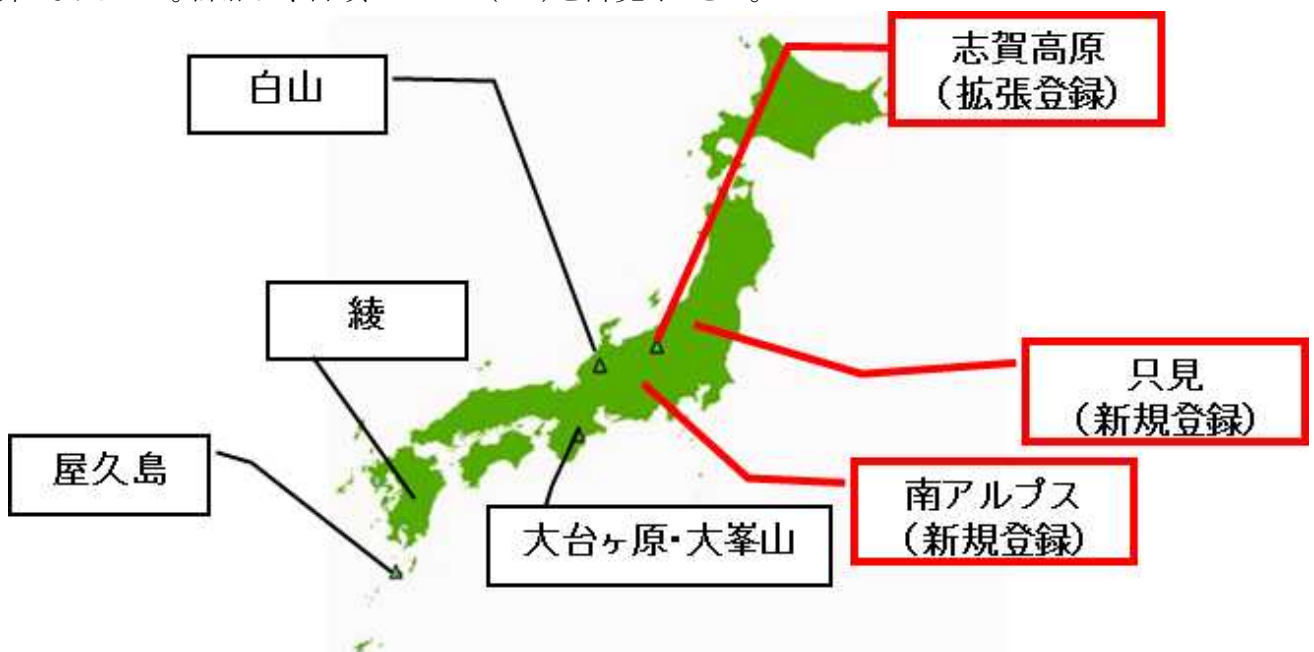 志賀高原
(拡張登録)
白山
綾
只見
(新規登録)
屋久島
南アルプス
(新規登録)
大台ヶ原・大峯山